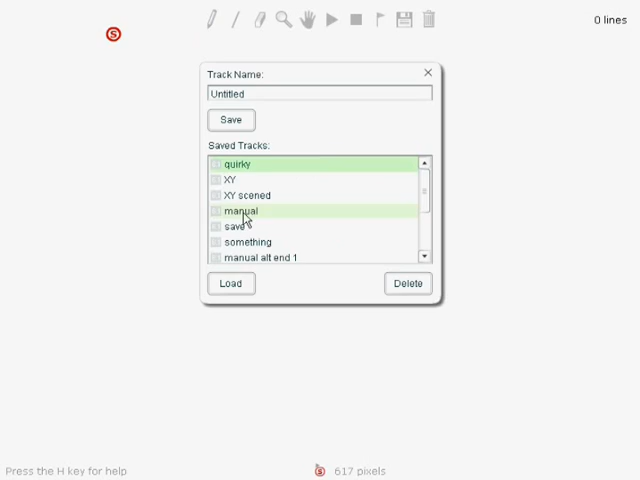 0 lines
S
Track Name:
Untitled
Save
Saved Tracks:
quirky
XY
XY scened
manual
save
something
manual alt end 1
Load
Delete
Press the H key for help
S 617 pixels